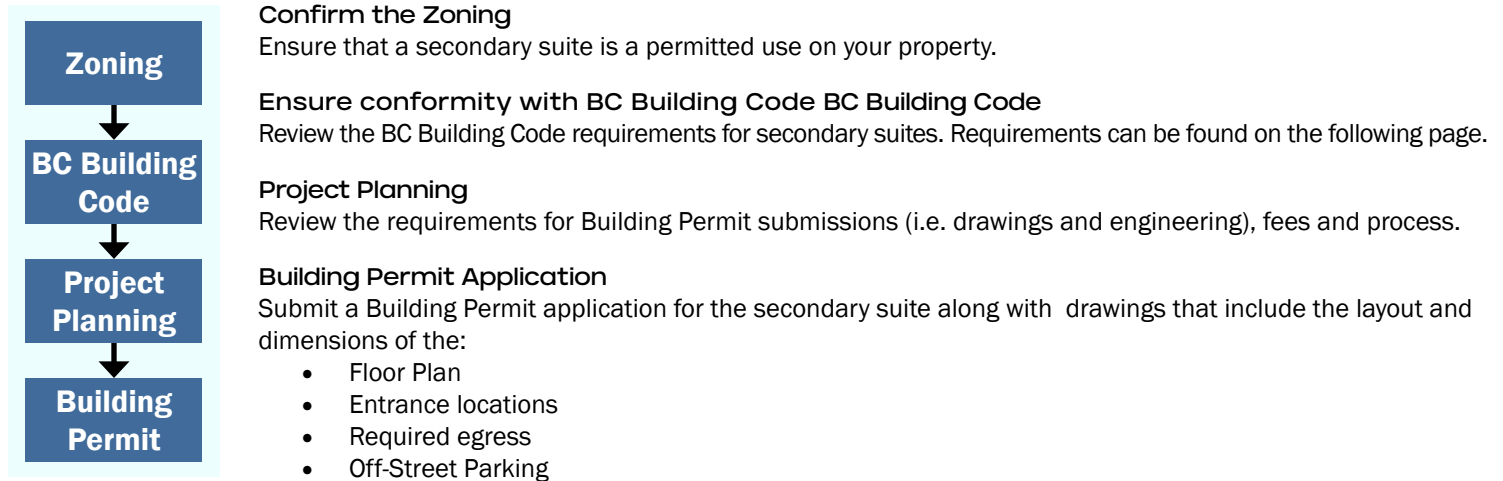 Zoning
BC Building
Code
Project
Planning
Building
Permit
Confirm the Zoning
Ensure that a secondary suite is a permitted use on your property.
Ensure conformity with BC Building Code BC Building Code
Review the BC Building Code requirements for secondary suites. Requirements can be found on the following page.
Project Planning
Review the requirements for Building Permit submissions (i.e. drawings and engineering), fees and process.
Building Permit Application
Submit a Building Permit application for the secondary suite along with  drawings that include the layout and
dimensions of the:
• Floor Plan
• Entrance locations
• Required egress
• Off-Street Parking